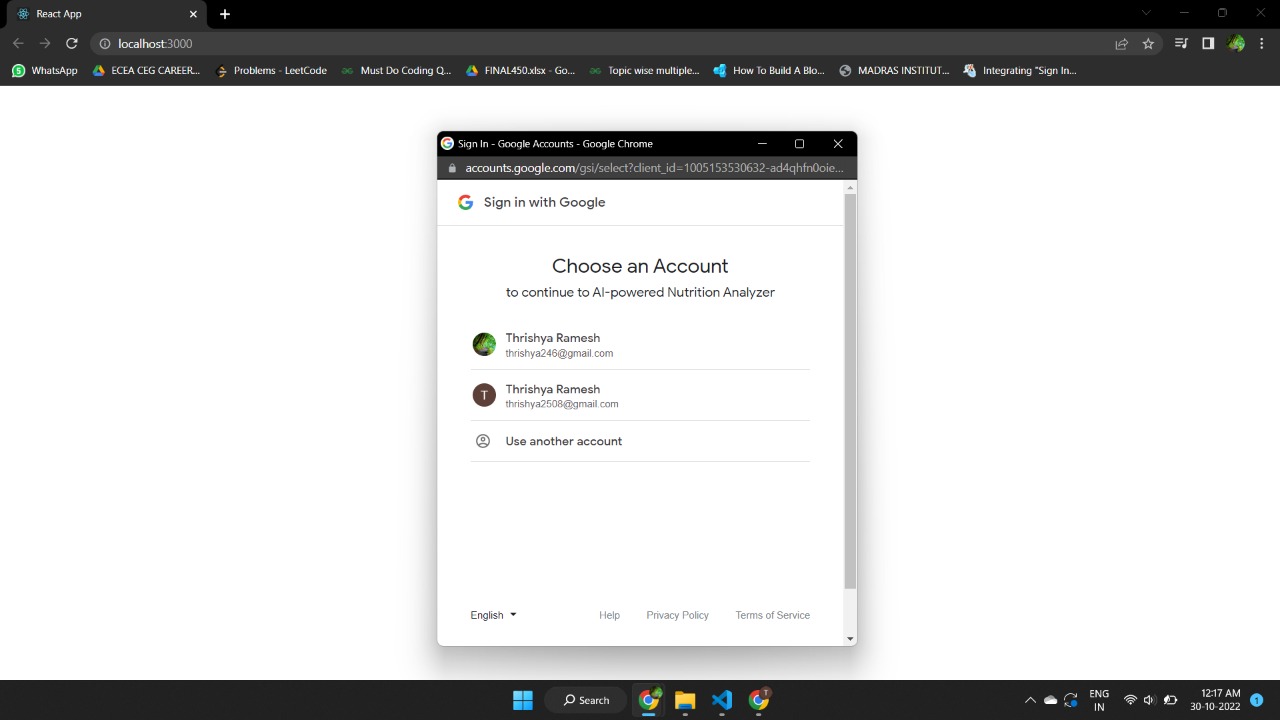 React App
localhost:3000
WhatsApp
ECEA CEG CAREER...
Problems - LeetCode
Must Do Coding Q...
FINAL450.xlsx - Go...
Topic wise multiple...
How To Build A Blo...
MADRAS INSTITUT...
Integrating "Sign In...
Sign In - Google Accounts - Google Chrome
accounts.google.com/gsi/select?client_id=1005153530632-ad4qhfn0oie...
Sign in with Google
Choose an Account
to continue to AI-powered Nutrition Analyzer
Thrishya Ramesh
thrishya246@gmail.com
T
Thrishya Ramesh
thrishya2508@gmail.com
Use another account
English
Help
Privacy Policy
Terms of Service
Search
T
ENG
IN
12:17 AM
30-10-2022
1